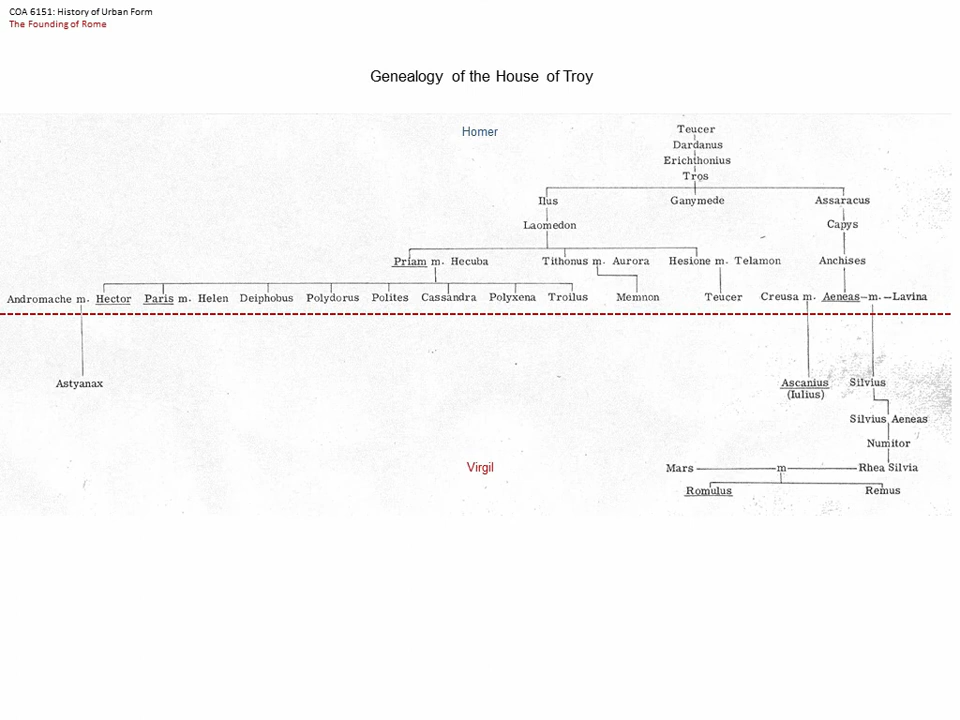 COA 6151: History of Urban Form
The Founding of Rome
Genealogy of the House of Troy
Homer
Teucer
Dardanus
Erichthonius
Tros
Ilus Ganymede Assaracus
Laomedon Capys
Priam m. Hecuba Tithonus m. Aurora Hesione m. Telamon Anchises
Andromache m. Hector Paris m. Helen Deiphobus Polydorus Polites Cassandra Polyxena Troilus Memnon Teucer Creusa m. Aeneas m. Lavina
Astyanax Ascanius Silvius
(Iulius)
Silvius Aeneas
Numitor
Virgil
Mars m Rhea Silvia
Romulus Remus